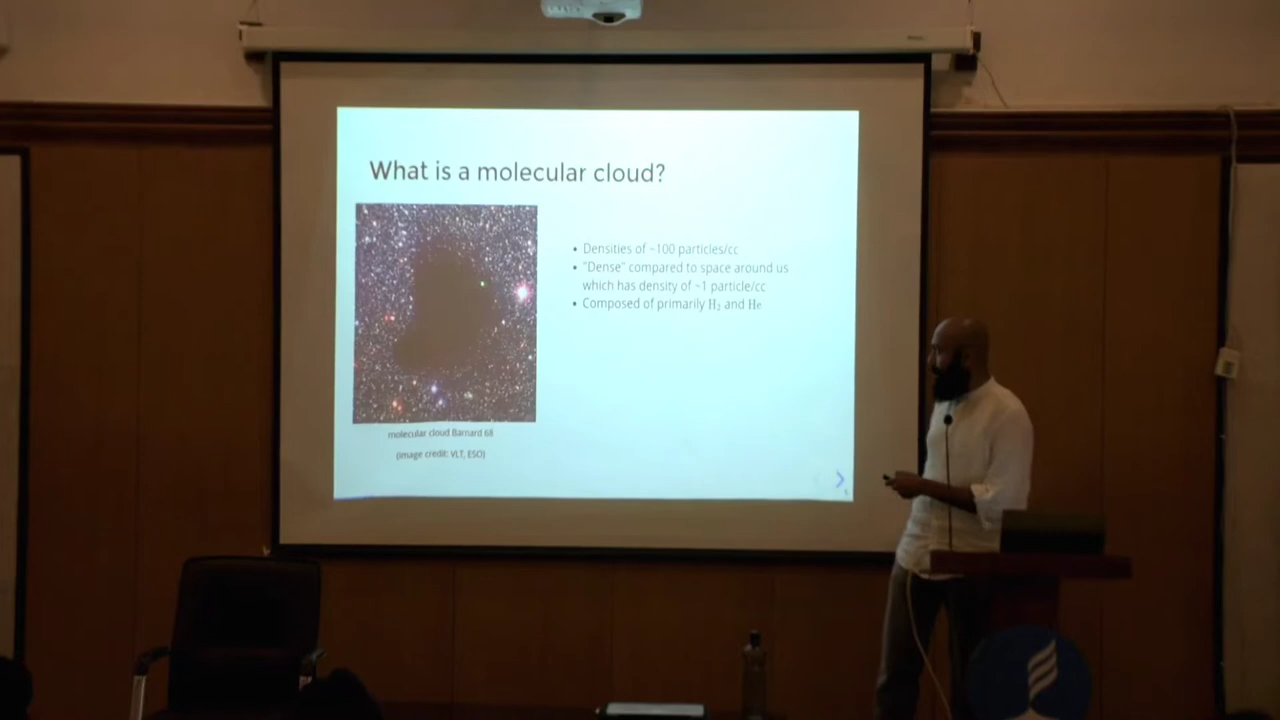 What is a molecular cloud?
• Densities of ~100 particles/cc
• "Dense" compared to space around us
which has density of ~1 particle/cc
• Composed of primarily H₂ and He
molecular cloud Barnard 68
(image credit: VLT, ESO)